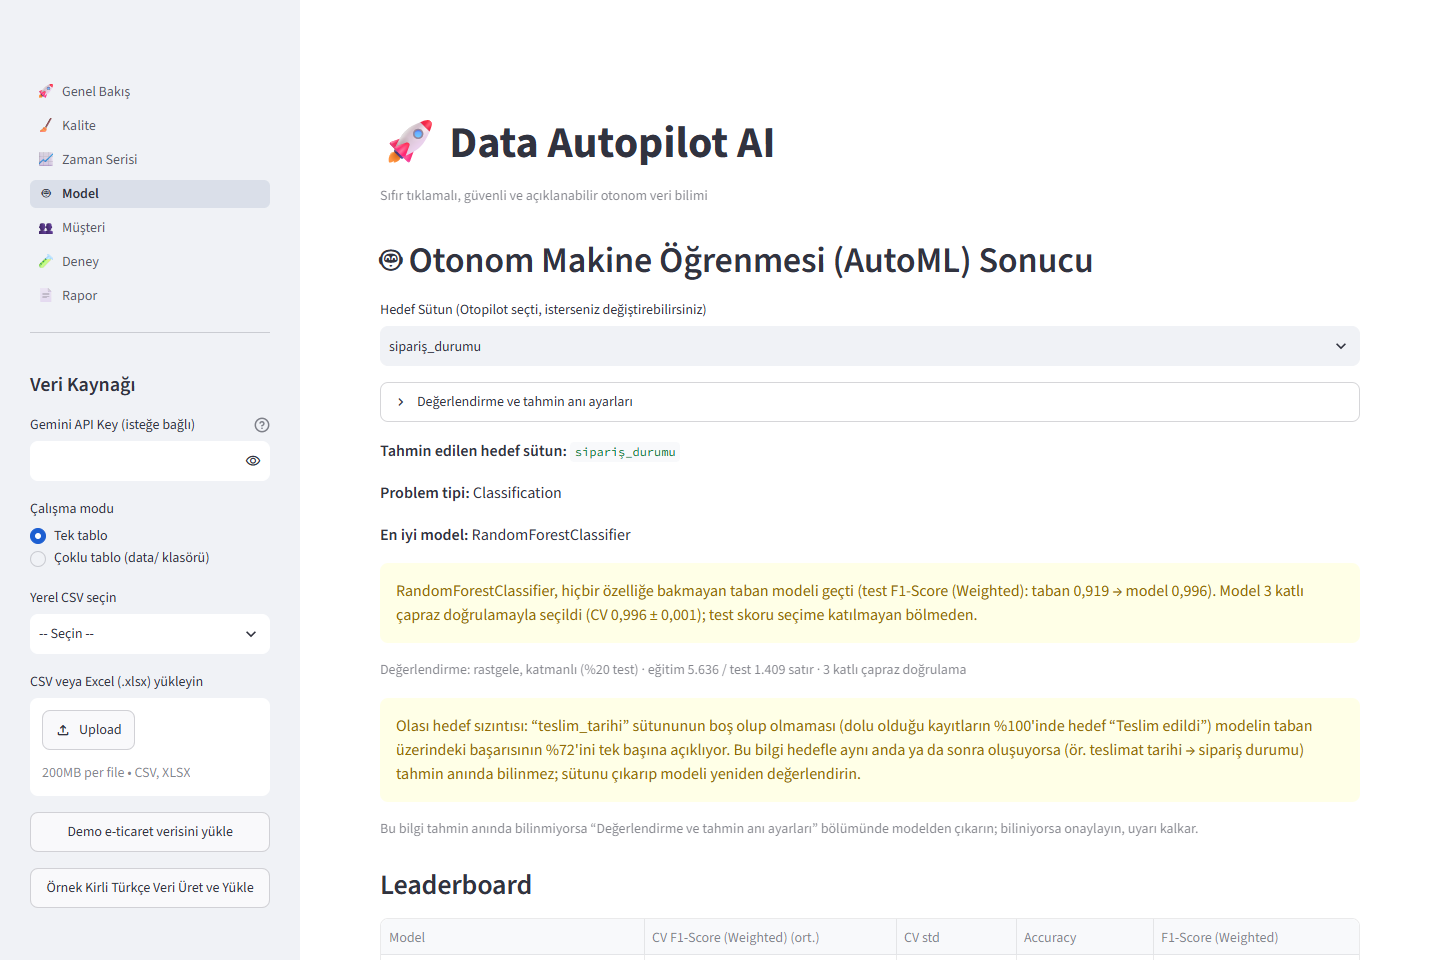 Genel Bakış
Kalite
Zaman Serisi
Model
Müşteri
Deney
Rapor
Veri Kaynağı
Gemini API Key (isteğe bağlı)
Çalışma modu
Tek tablo
Çoklu tablo (data/ klasörü)
Yerel CSV seçin
-- Seçin --
CSV veya Excel (.xlsx) yükleyin
Upload
200MB per file • CSV, XLSX
Demo e-ticaret verisini yükle
Örnek Kirli Türkçe Veri Üret ve Yükle
Data Autopilot AI
Sıfır tıklamalı, güvenli ve açıklanabilir otonom veri bilimi
Otonom Makine Öğrenmesi (AutoML) Sonucu
Hedef Sütun (Otopilot seçti, isterseniz değiştirebilirsiniz)
sipariş_durumu
Değerlendirme ve tahmin anı ayarları
Tahmin edilen hedef sütun: sipariş_durumu
Problem tipi: Classification
En iyi model: RandomForestClassifier
RandomForestClassifier, hiçbir özelliğe bakmayan taban modeli geçti (test F1-Score (Weighted): taban 0,919 → model 0,996). Model 3 katlı
çapraz doğrulamayla seçildi (CV 0,996 ± 0,001); test skoru seçime katılmayan bölmeden.
Değerlendirme: rastgele, katmanlı (%20 test) · eğitim 5.636 / test 1.409 satır · 3 katlı çapraz doğrulama
Olası hedef sızıntısı: “teslim_tarihi” sütununun boş olup olmaması (dolu olduğu kayıtların %100'inde hedef “Teslim edildi”) modelin taban
üzerindeki başarısının %72'ini tek başına açıklıyor. Bu bilgi hedefle aynı anda ya da sonra oluşuyorsa (ör. teslimat tarihi → sipariş durumu)
tahmin anında bilinmez; sütunu çıkarıp modeli yeniden değerlendirin.
Bu bilgi tahmin anında bilinmiyorsa “Değerlendirme ve tahmin anı ayarları” bölümünde modelden çıkarın; biliniyorsa onaylayın, uyarı kalkar.
Leaderboard
Model CV F1-Score (Weighted) (ort.) CV std Accuracy F1-Score (Weighted)